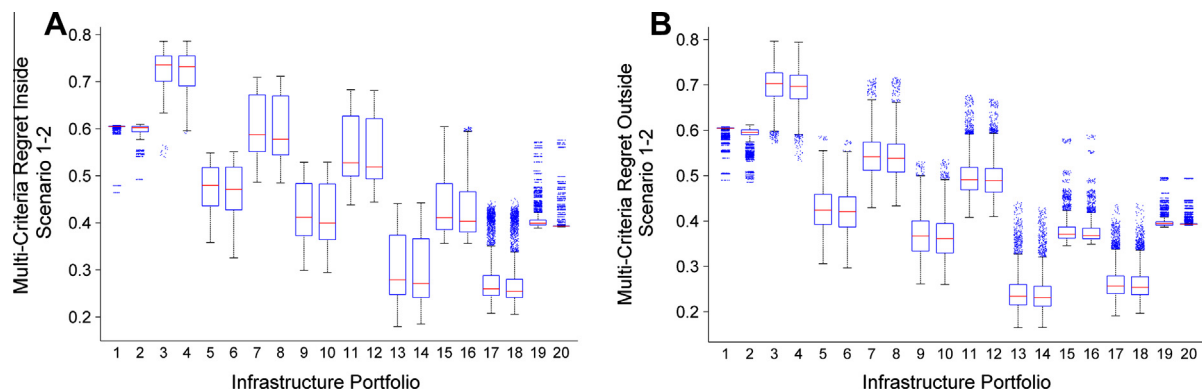 A
Multi-Criteria Regret Inside
Scenario 1-2
0.8
0.7
0.6
0.5
0.4
0.3
0.2
1 2 3 4 5 6 7 8 9 10 11 12 13 14 15 16 17 18 19 20
Infrastructure Portfolio
B
Multi-Criteria Regret Outside
Scenario 1-2
0.8
0.7
0.6
0.5
0.4
0.3
0.2
1 2 3 4 5 6 7 8 9 10 11 12 13 14 15 16 17 18 19 20
Infrastructure Portfolio